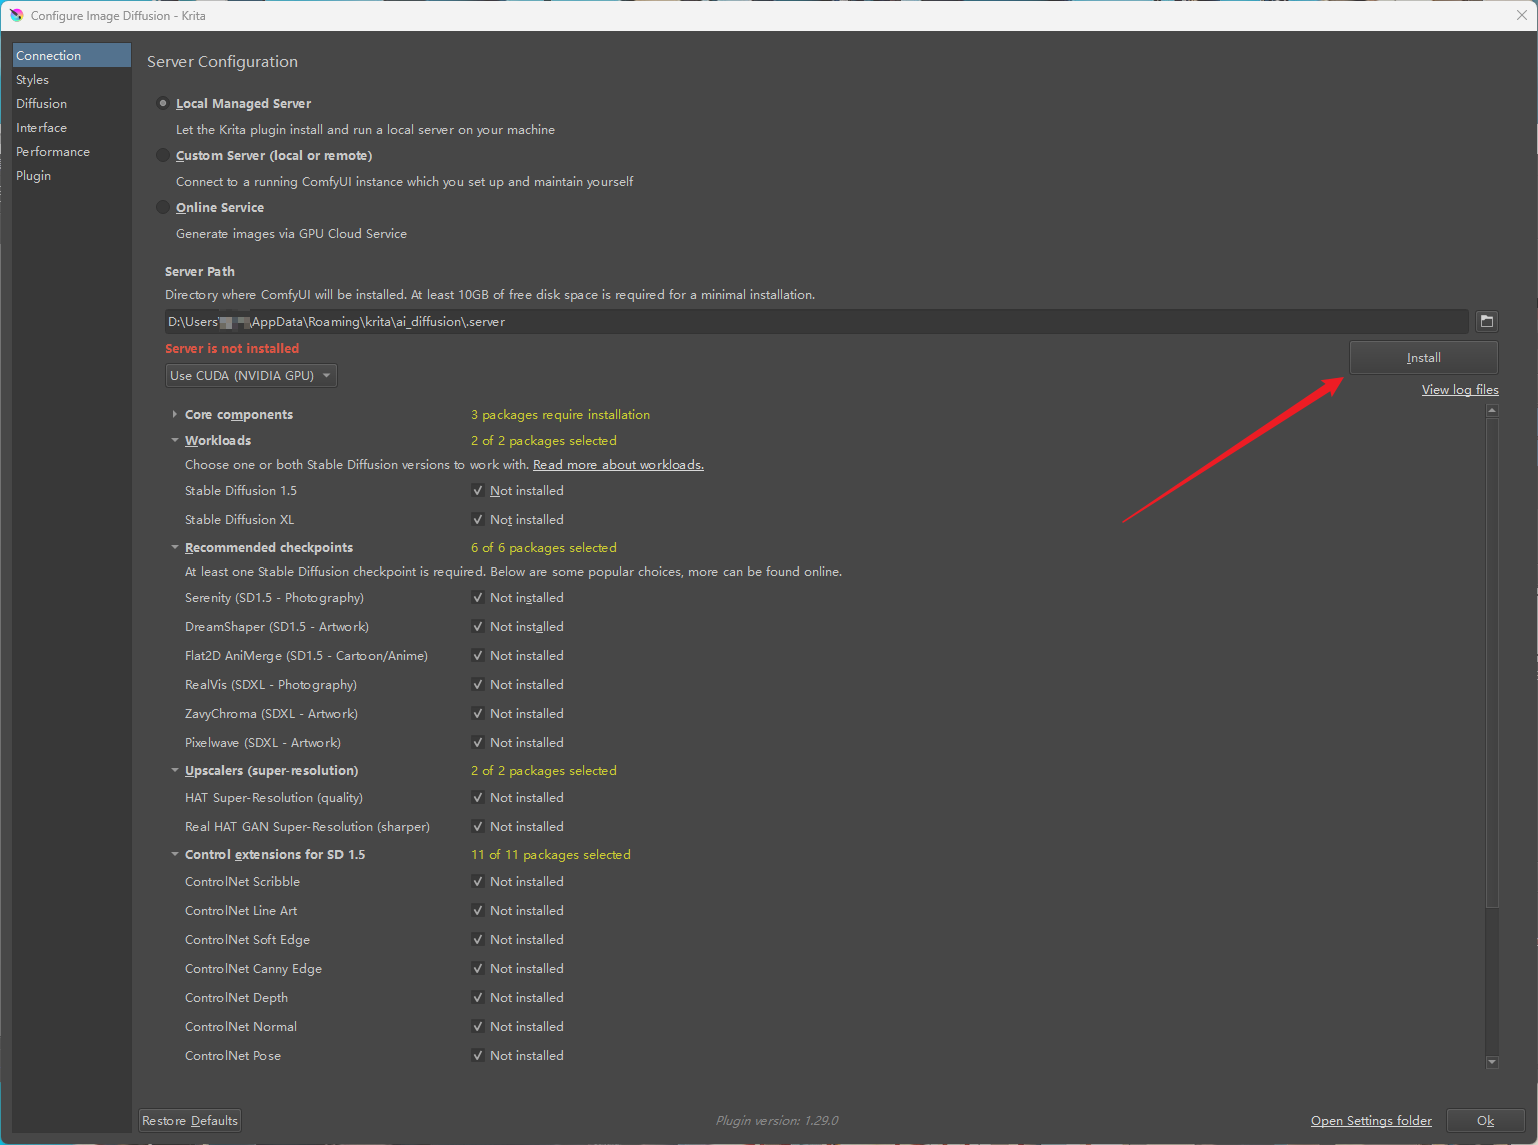 Configure Image Diffusion - Krita
Connection
Styles
Diffusion
Interface
Performance
Plugin
Server Configuration
Local Managed Server
Let the Krita plugin install and run a local server on your machine
Custom Server (local or remote)
Connect to a running ComfyUI instance which you set up and maintain yourself
Online Service
Generate images via GPU Cloud Service
Server Path
Directory where ComfyUI will be installed. At least 10GB of free disk space is required for a minimal installation.
D:\Users\ \AppData\Roaming\krita\ai_diffusion\.server
Server is not installed
Install
Use CUDA (NVIDIA GPU)
View log files
Core components 3 packages require installation
Workloads 2 of 2 packages selected
Choose one or both Stable Diffusion versions to work with. Read more about workloads.
Stable Diffusion 1.5 Not installed
Stable Diffusion XL Not installed
Recommended checkpoints 6 of 6 packages selected
At least one Stable Diffusion checkpoint is required. Below are some popular choices, more can be found online.
Serenity (SD1.5 - Photography) Not installed
DreamShaper (SD1.5 - Artwork) Not installed
Flat2D AniMerge (SD1.5 - Cartoon/Anime) Not installed
RealVis (SDXL - Photography) Not installed
ZavyChroma (SDXL - Artwork) Not installed
Pixelwave (SDXL - Artwork) Not installed
Upscalers (super-resolution) 2 of 2 packages selected
HAT Super-Resolution (quality) Not installed
Real HAT GAN Super-Resolution (sharper) Not installed
Control extensions for SD 1.5 11 of 11 packages selected
ControlNet Scribble Not installed
ControlNet Line Art Not installed
ControlNet Soft Edge Not installed
ControlNet Canny Edge Not installed
ControlNet Depth Not installed
ControlNet Normal Not installed
ControlNet Pose Not installed
Restore Defaults
Plugin version: 1.29.0
Open Settings folder
Ok